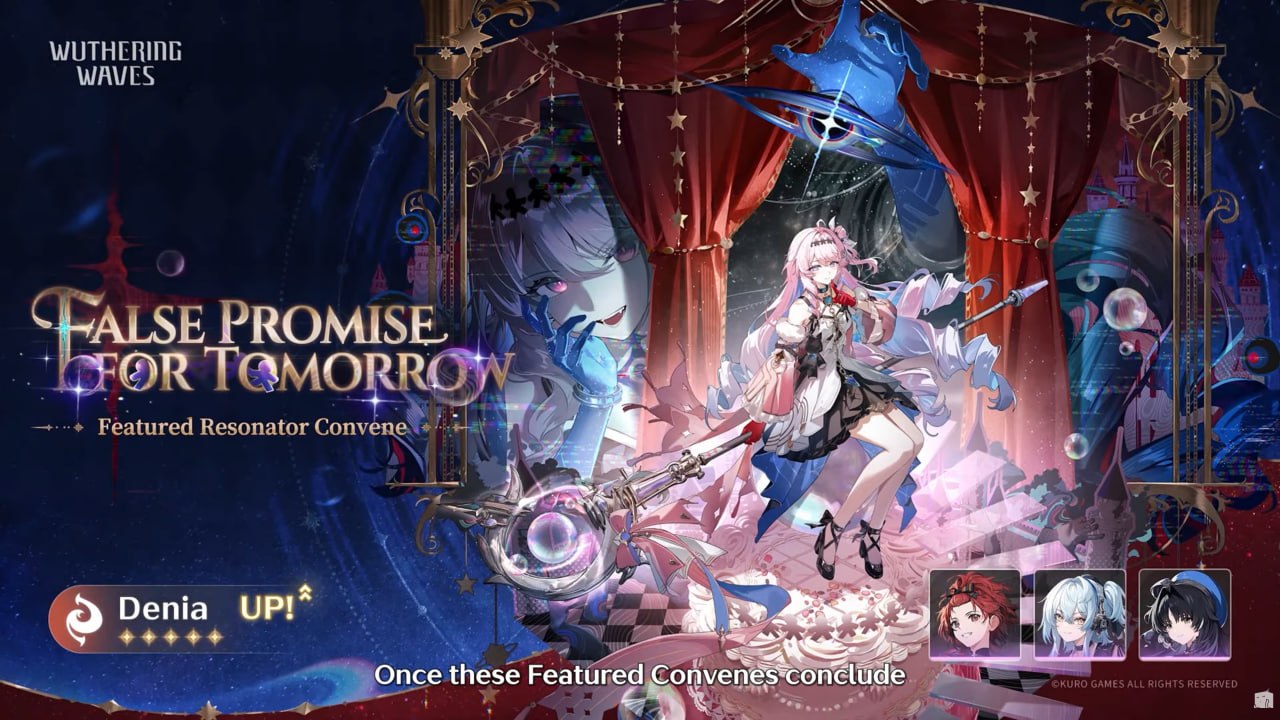 WUTHERING
WAVES
FALSE PROMISE
FOR TOMORROW
Featured Resonator Convene
Denia UP!
Once these Featured Convenes conclude
©KURO GAMES ALL RIGHTS RESERVED